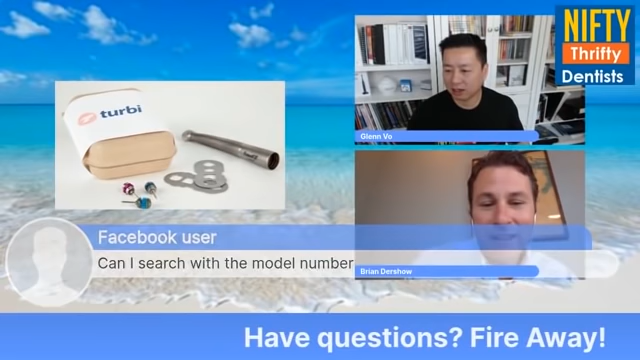 NIFTY
Thrifty
Dentists
turbi
Glenn Vo
Facebook user
Can I search with the model number
Brian Dershow
Have questions? Fire Away!